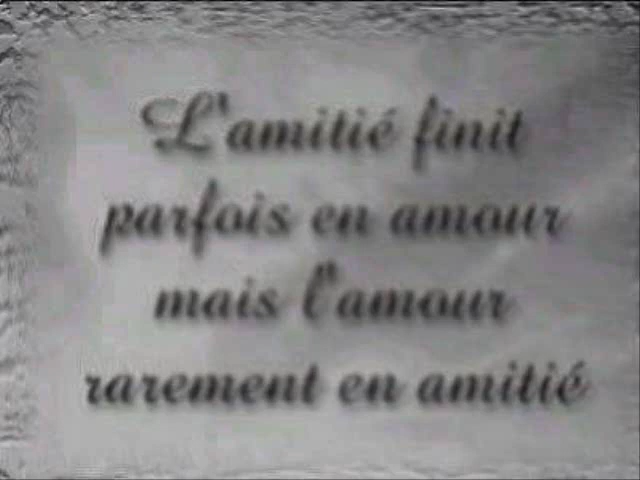 L'amitié finit
parfois en amour
mais l'amour
rarement en amitié